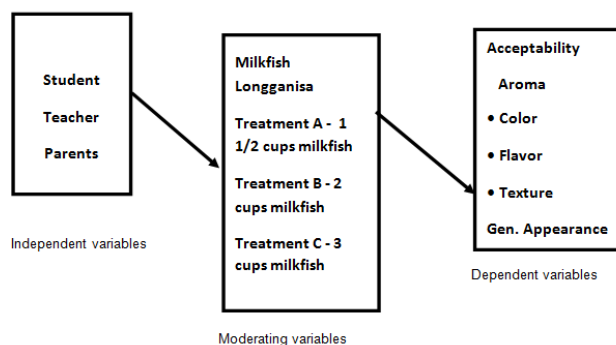 Student
Teacher
Parents
Independent variables
Milkfish
Longganisa
Treatment A - 1
1/2 cups milkfish
Treatment B - 2
cups milkfish
Treatment C - 3
cups milkfish
Moderating variables
Acceptability
Aroma
• Color
• Flavor
• Texture
Gen. Appearance
Dependent variables